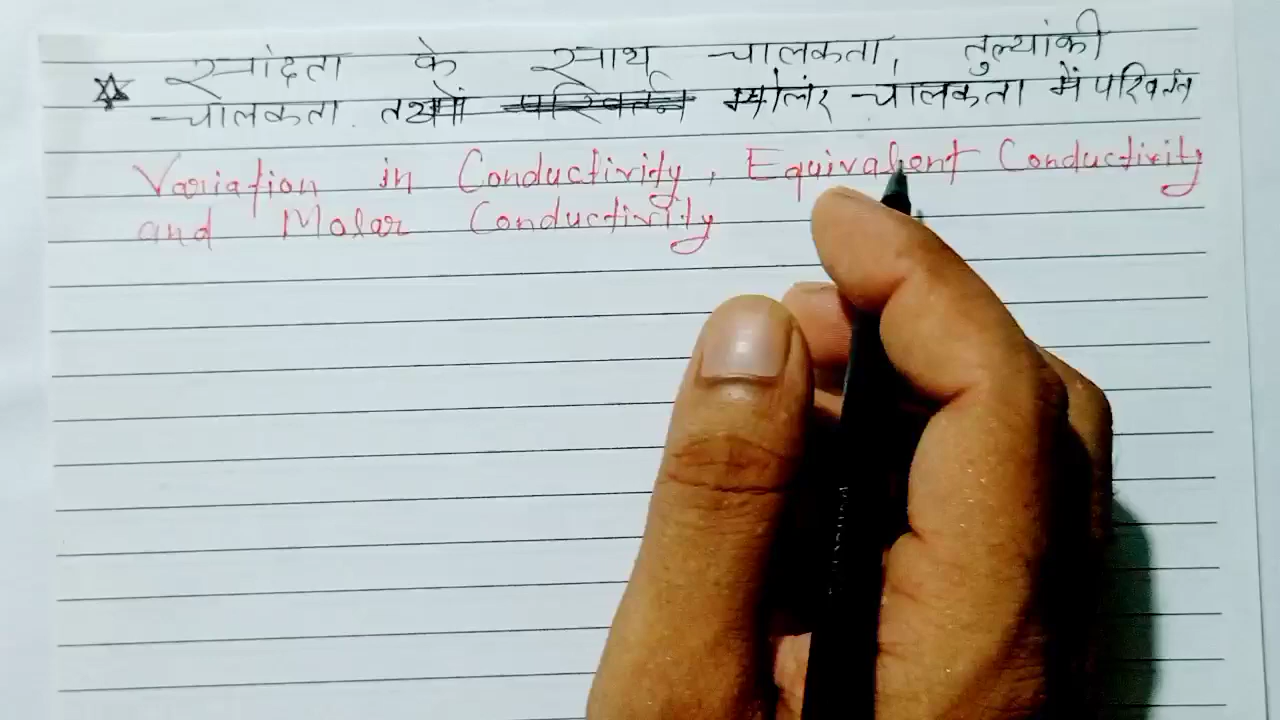 सांद्रता के साथ चालकता, तुल्यांकी
चालकता तथा परिवर्तन मोलर चालकता में परिवर्तन
Variation in Conductivity, Equivalent Conductivity
and Molar Conductivity